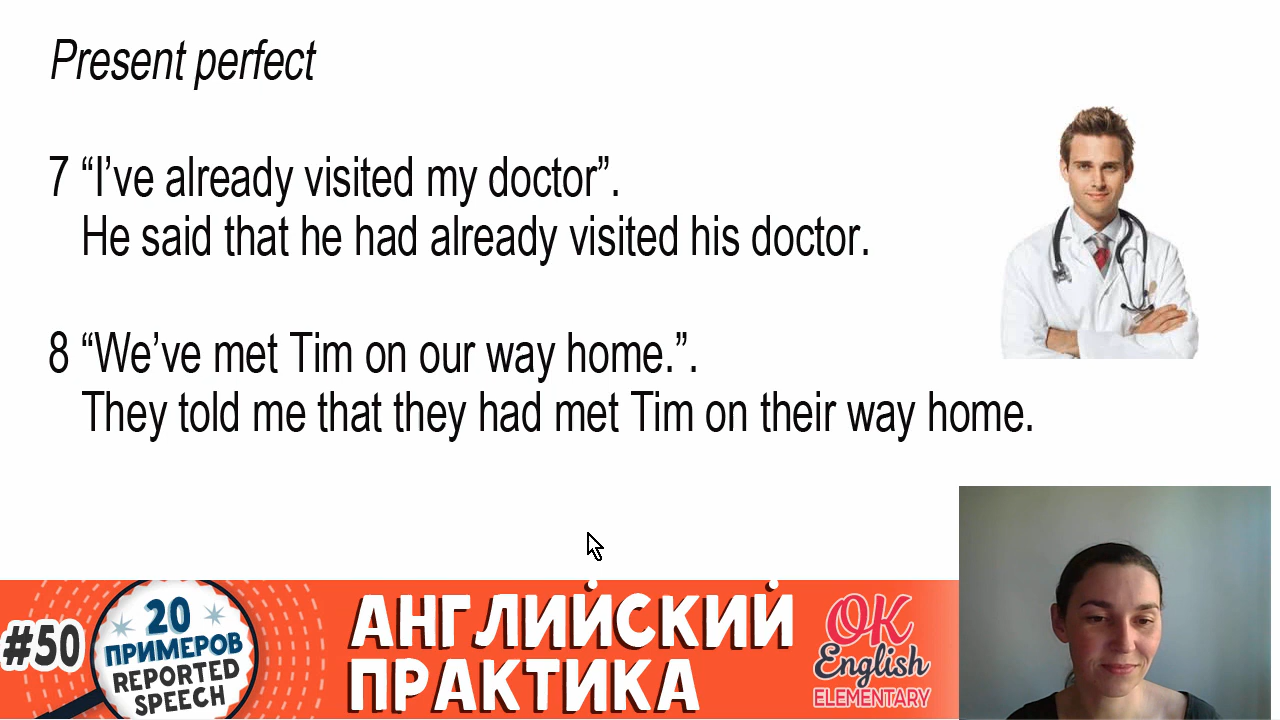 Present perfect
7 “I’ve already visited my doctor”.
He said that he had already visited his doctor.
8 “We’ve met Tim on our way home.”.
They told me that they had met Tim on their way home.
#50
20
ПРИМЕРОВ
REPORTED
SPEECH
АНГЛИЙСКИЙ
ПРАКТИКА
OK
English
ELEMENTARY